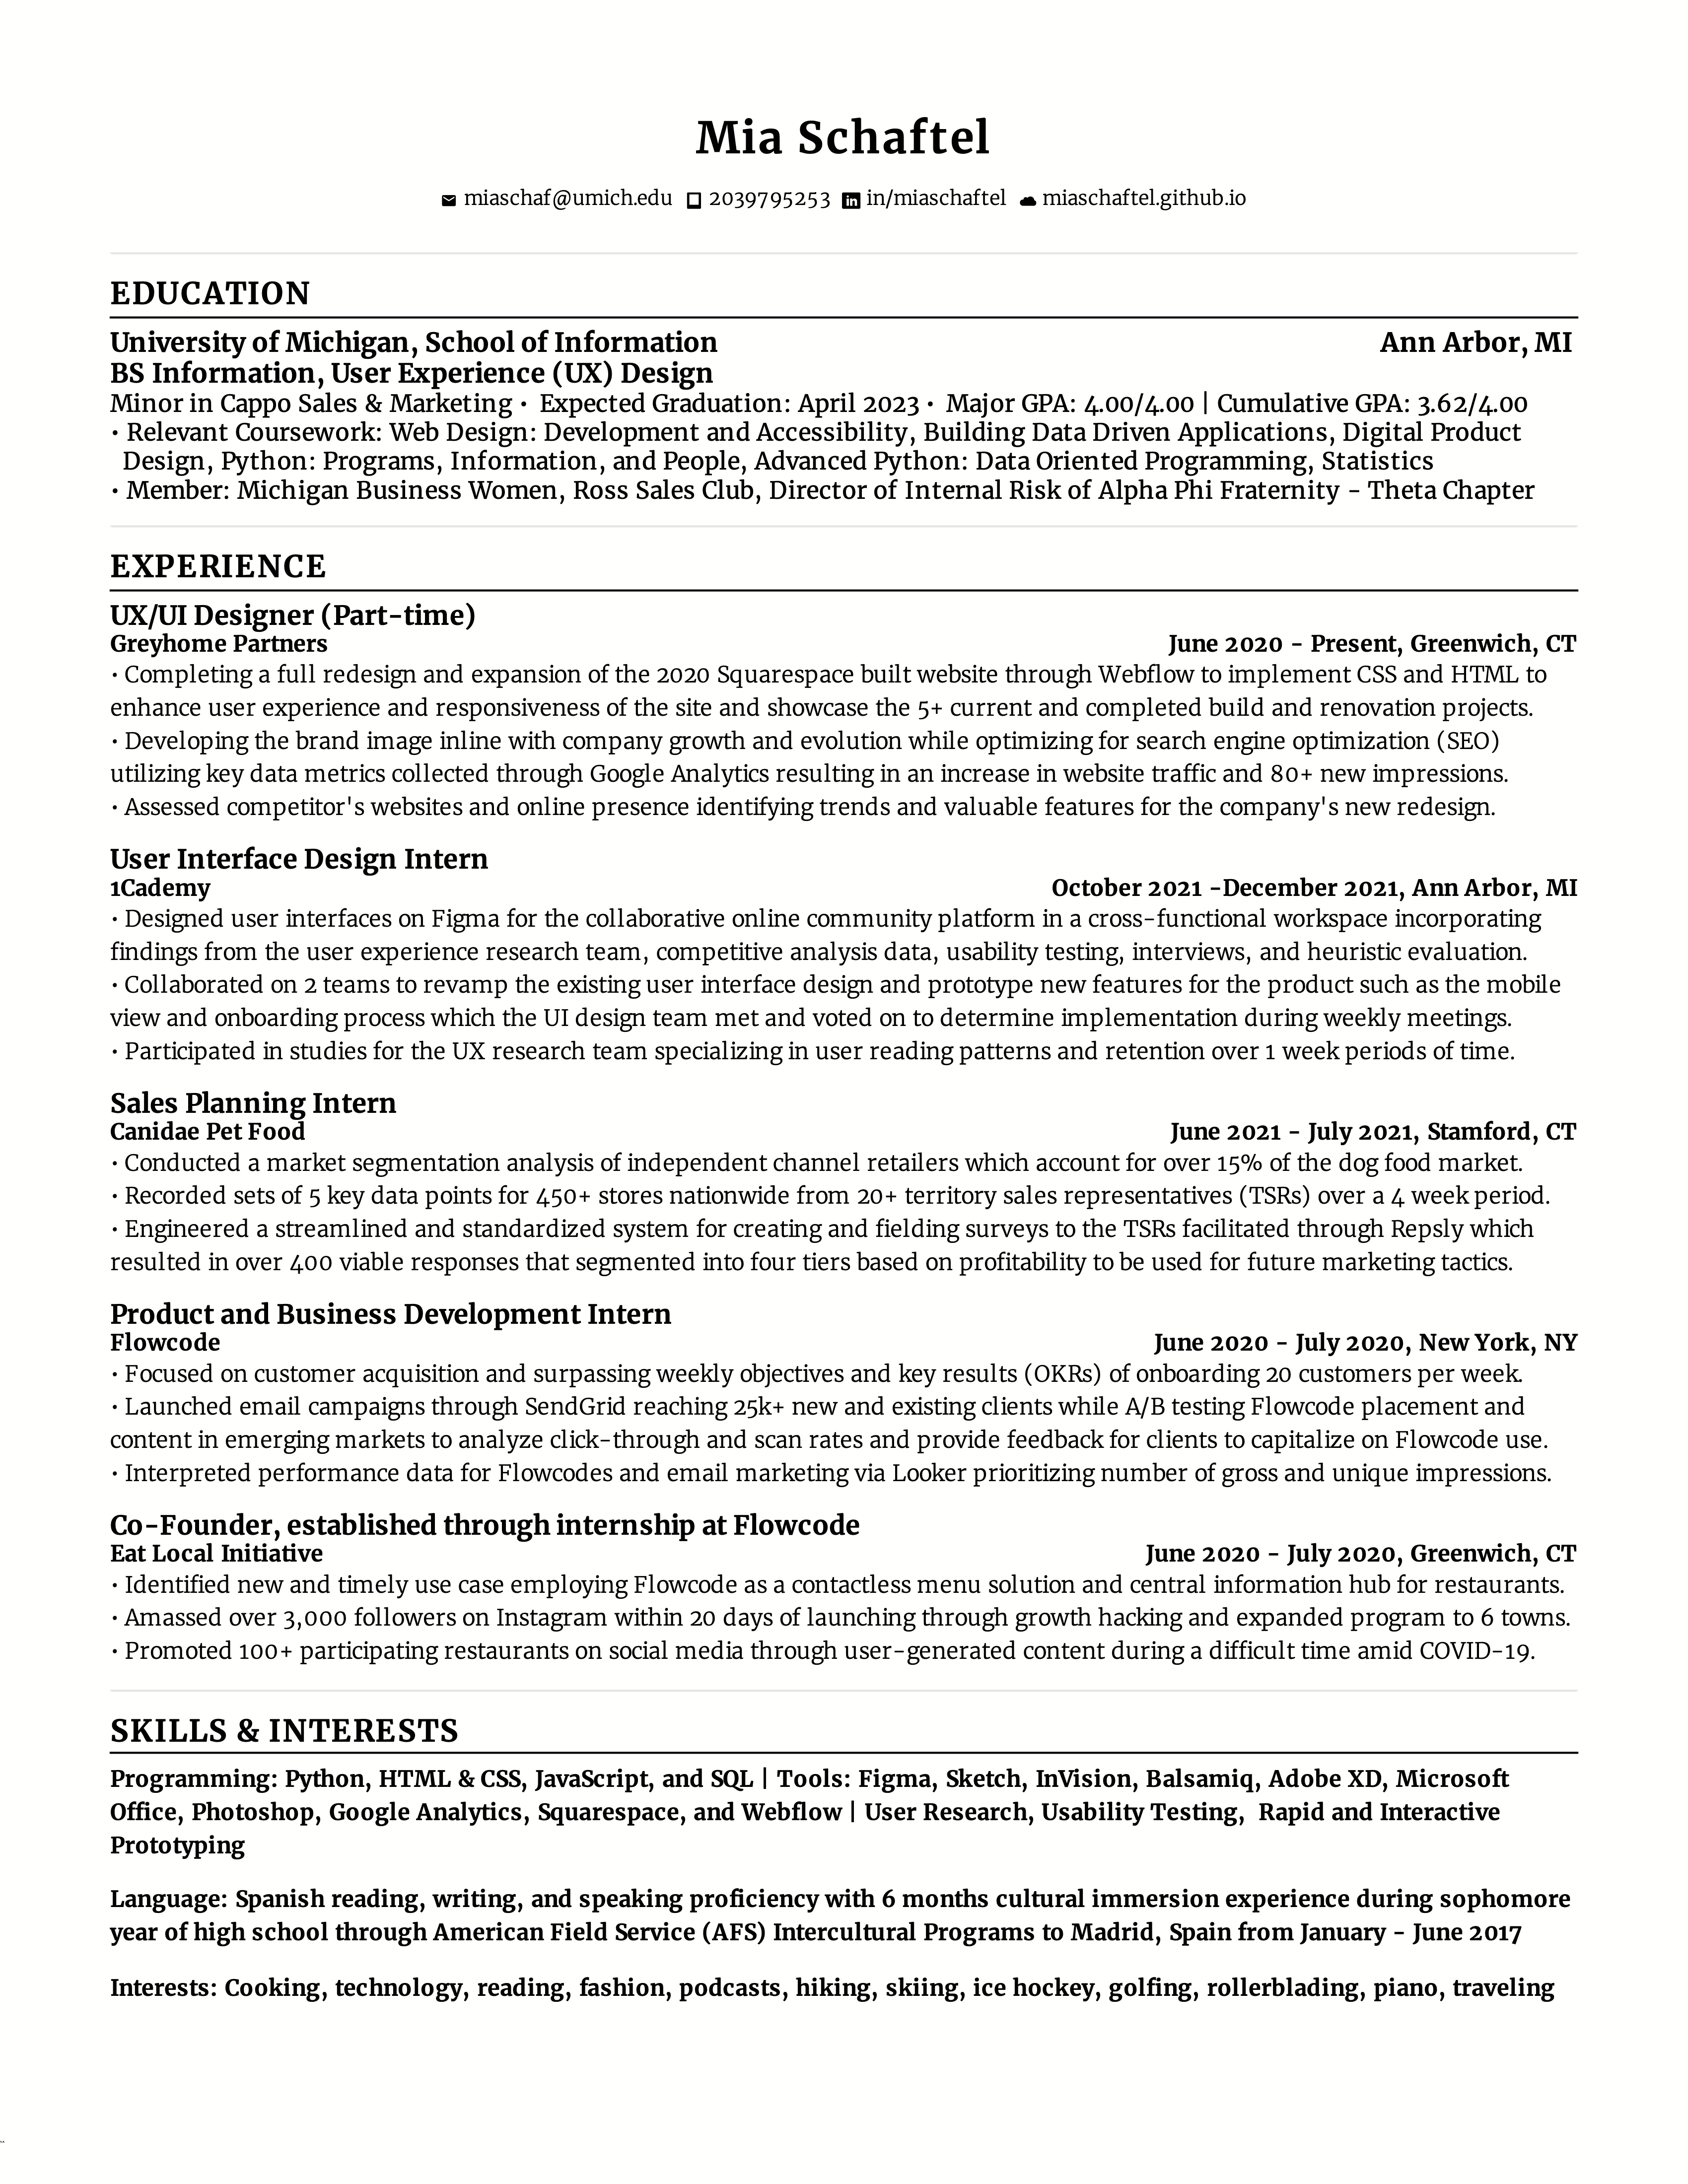 Mia Schaftel
miaschaf@umich.edu 2039795253 in/miaschaftel miaschaftel.github.io
EDUCATION
University of Michigan, School of Information Ann Arbor, MI
BS Information, User Experience (UX) Design
Minor in Cappo Sales & Marketing • Expected Graduation: April 2023 • Major GPA: 4.00/4.00 | Cumulative GPA: 3.62/4.00
• Relevant Coursework: Web Design: Development and Accessibility, Building Data Driven Applications, Digital Product
Design, Python: Programs, Information, and People, Advanced Python: Data Oriented Programming, Statistics
• Member: Michigan Business Women, Ross Sales Club, Director of Internal Risk of Alpha Phi Fraternity - Theta Chapter
EXPERIENCE
UX/UI Designer (Part-time)
Greyhome Partners June 2020 - Present, Greenwich, CT
• Completing a full redesign and expansion of the 2020 Squarespace built website through Webflow to implement CSS and HTML to
enhance user experience and responsiveness of the site and showcase the 5+ current and completed build and renovation projects.
• Developing the brand image inline with company growth and evolution while optimizing for search engine optimization (SEO)
utilizing key data metrics collected through Google Analytics resulting in an increase in website traffic and 80+ new impressions.
• Assessed competitor's websites and online presence identifying trends and valuable features for the company's new redesign.
User Interface Design Intern
1Cademy October 2021 -December 2021, Ann Arbor, MI
• Designed user interfaces on Figma for the collaborative online community platform in a cross-functional workspace incorporating
findings from the user experience research team, competitive analysis data, usability testing, interviews, and heuristic evaluation.
• Collaborated on 2 teams to revamp the existing user interface design and prototype new features for the product such as the mobile
view and onboarding process which the UI design team met and voted on to determine implementation during weekly meetings.
• Participated in studies for the UX research team specializing in user reading patterns and retention over 1 week periods of time.
Sales Planning Intern
Canidae Pet Food June 2021 - July 2021, Stamford, CT
• Conducted a market segmentation analysis of independent channel retailers which account for over 15% of the dog food market.
• Recorded sets of 5 key data points for 450+ stores nationwide from 20+ territory sales representatives (TSRs) over a 4 week period.
• Engineered a streamlined and standardized system for creating and fielding surveys to the TSRs facilitated through Repsly which
resulted in over 400 viable responses that segmented into four tiers based on profitability to be used for future marketing tactics.
Product and Business Development Intern
Flowcode June 2020 - July 2020, New York, NY
• Focused on customer acquisition and surpassing weekly objectives and key results (OKRs) of onboarding 20 customers per week.
• Launched email campaigns through SendGrid reaching 25k+ new and existing clients while A/B testing Flowcode placement and
content in emerging markets to analyze click-through and scan rates and provide feedback for clients to capitalize on Flowcode use.
• Interpreted performance data for Flowcodes and email marketing via Looker prioritizing number of gross and unique impressions.
Co-Founder, established through internship at Flowcode
Eat Local Initiative June 2020 - July 2020, Greenwich, CT
• Identified new and timely use case employing Flowcode as a contactless menu solution and central information hub for restaurants.
• Amassed over 3,000 followers on Instagram within 20 days of launching through growth hacking and expanded program to 6 towns.
• Promoted 100+ participating restaurants on social media through user-generated content during a difficult time amid COVID-19.
SKILLS & INTERESTS
Programming: Python, HTML & CSS, JavaScript, and SQL | Tools: Figma, Sketch, InVision, Balsamiq, Adobe XD, Microsoft
Office, Photoshop, Google Analytics, Squarespace, and Webflow | User Research, Usability Testing, Rapid and Interactive
Prototyping
Language: Spanish reading, writing, and speaking proficiency with 6 months cultural immersion experience during sophomore
year of high school through American Field Service (AFS) Intercultural Programs to Madrid, Spain from January - June 2017
Interests: Cooking, technology, reading, fashion, podcasts, hiking, skiing, ice hockey, golfing, rollerblading, piano, traveling